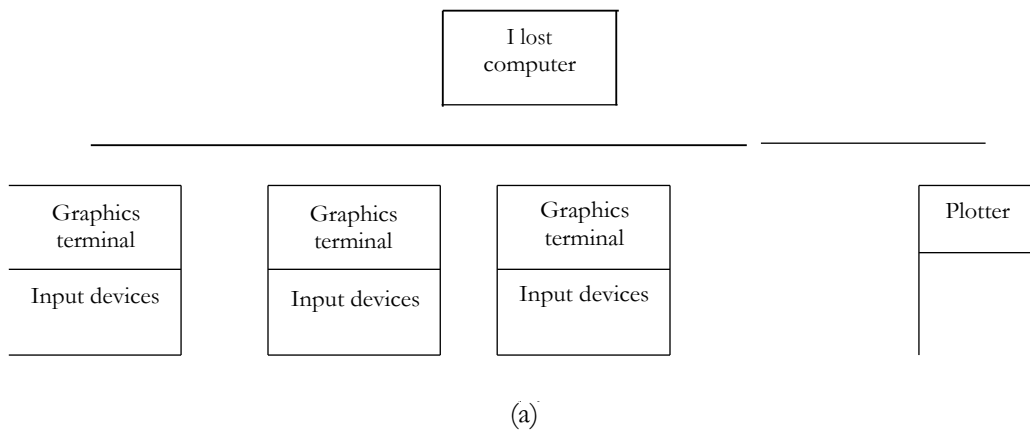 I lost
computer
Graphics
terminal
Graphics
terminal
Graphics
terminal
Plotter
Input devices
Input devices
Input devices
(a)